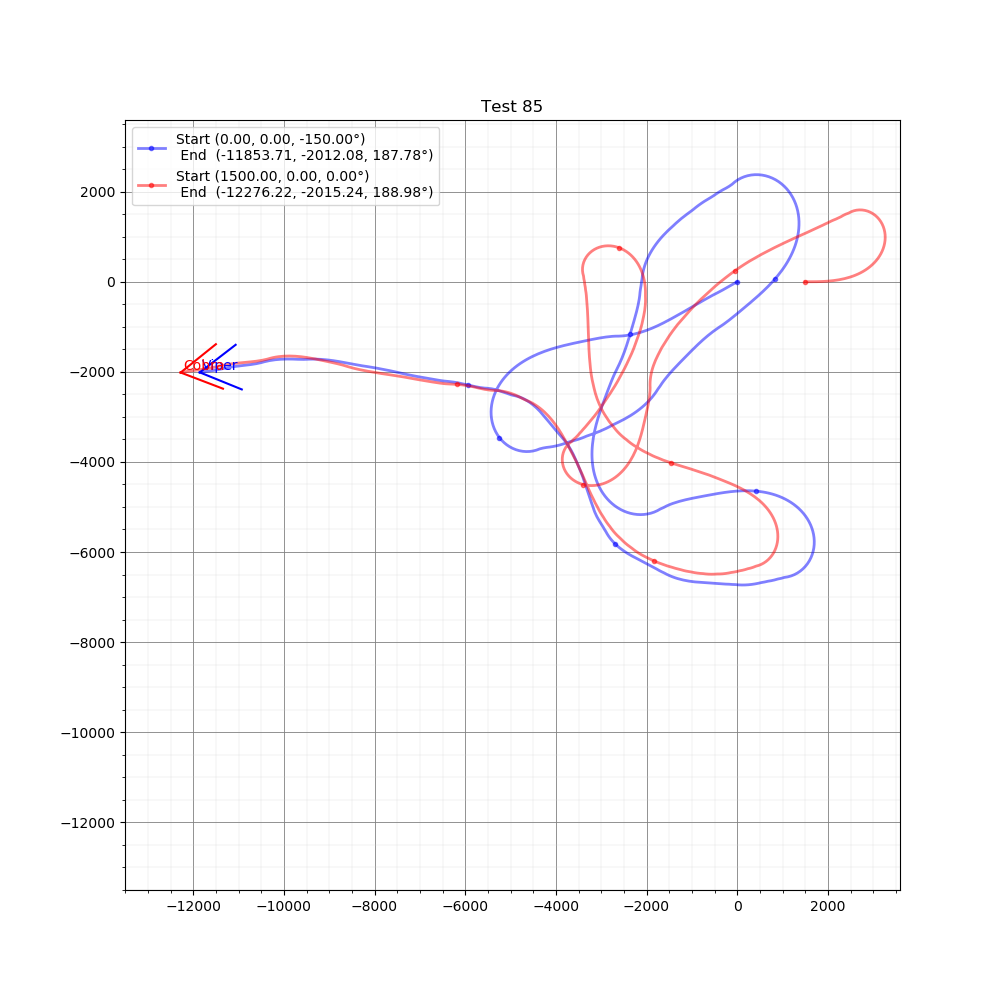 Test 85
Start (0.00, 0.00, -150.00°)
End  (-11853.71, -2012.08, 187.78°)
Start (1500.00, 0.00, 0.00°)
End  (-12276.22, -2015.24, 188.98°)
2000
0
−2000
−4000
−6000
−8000
−10000
−12000
−12000 −10000 −8000 −6000 −4000 −2000 0 2000